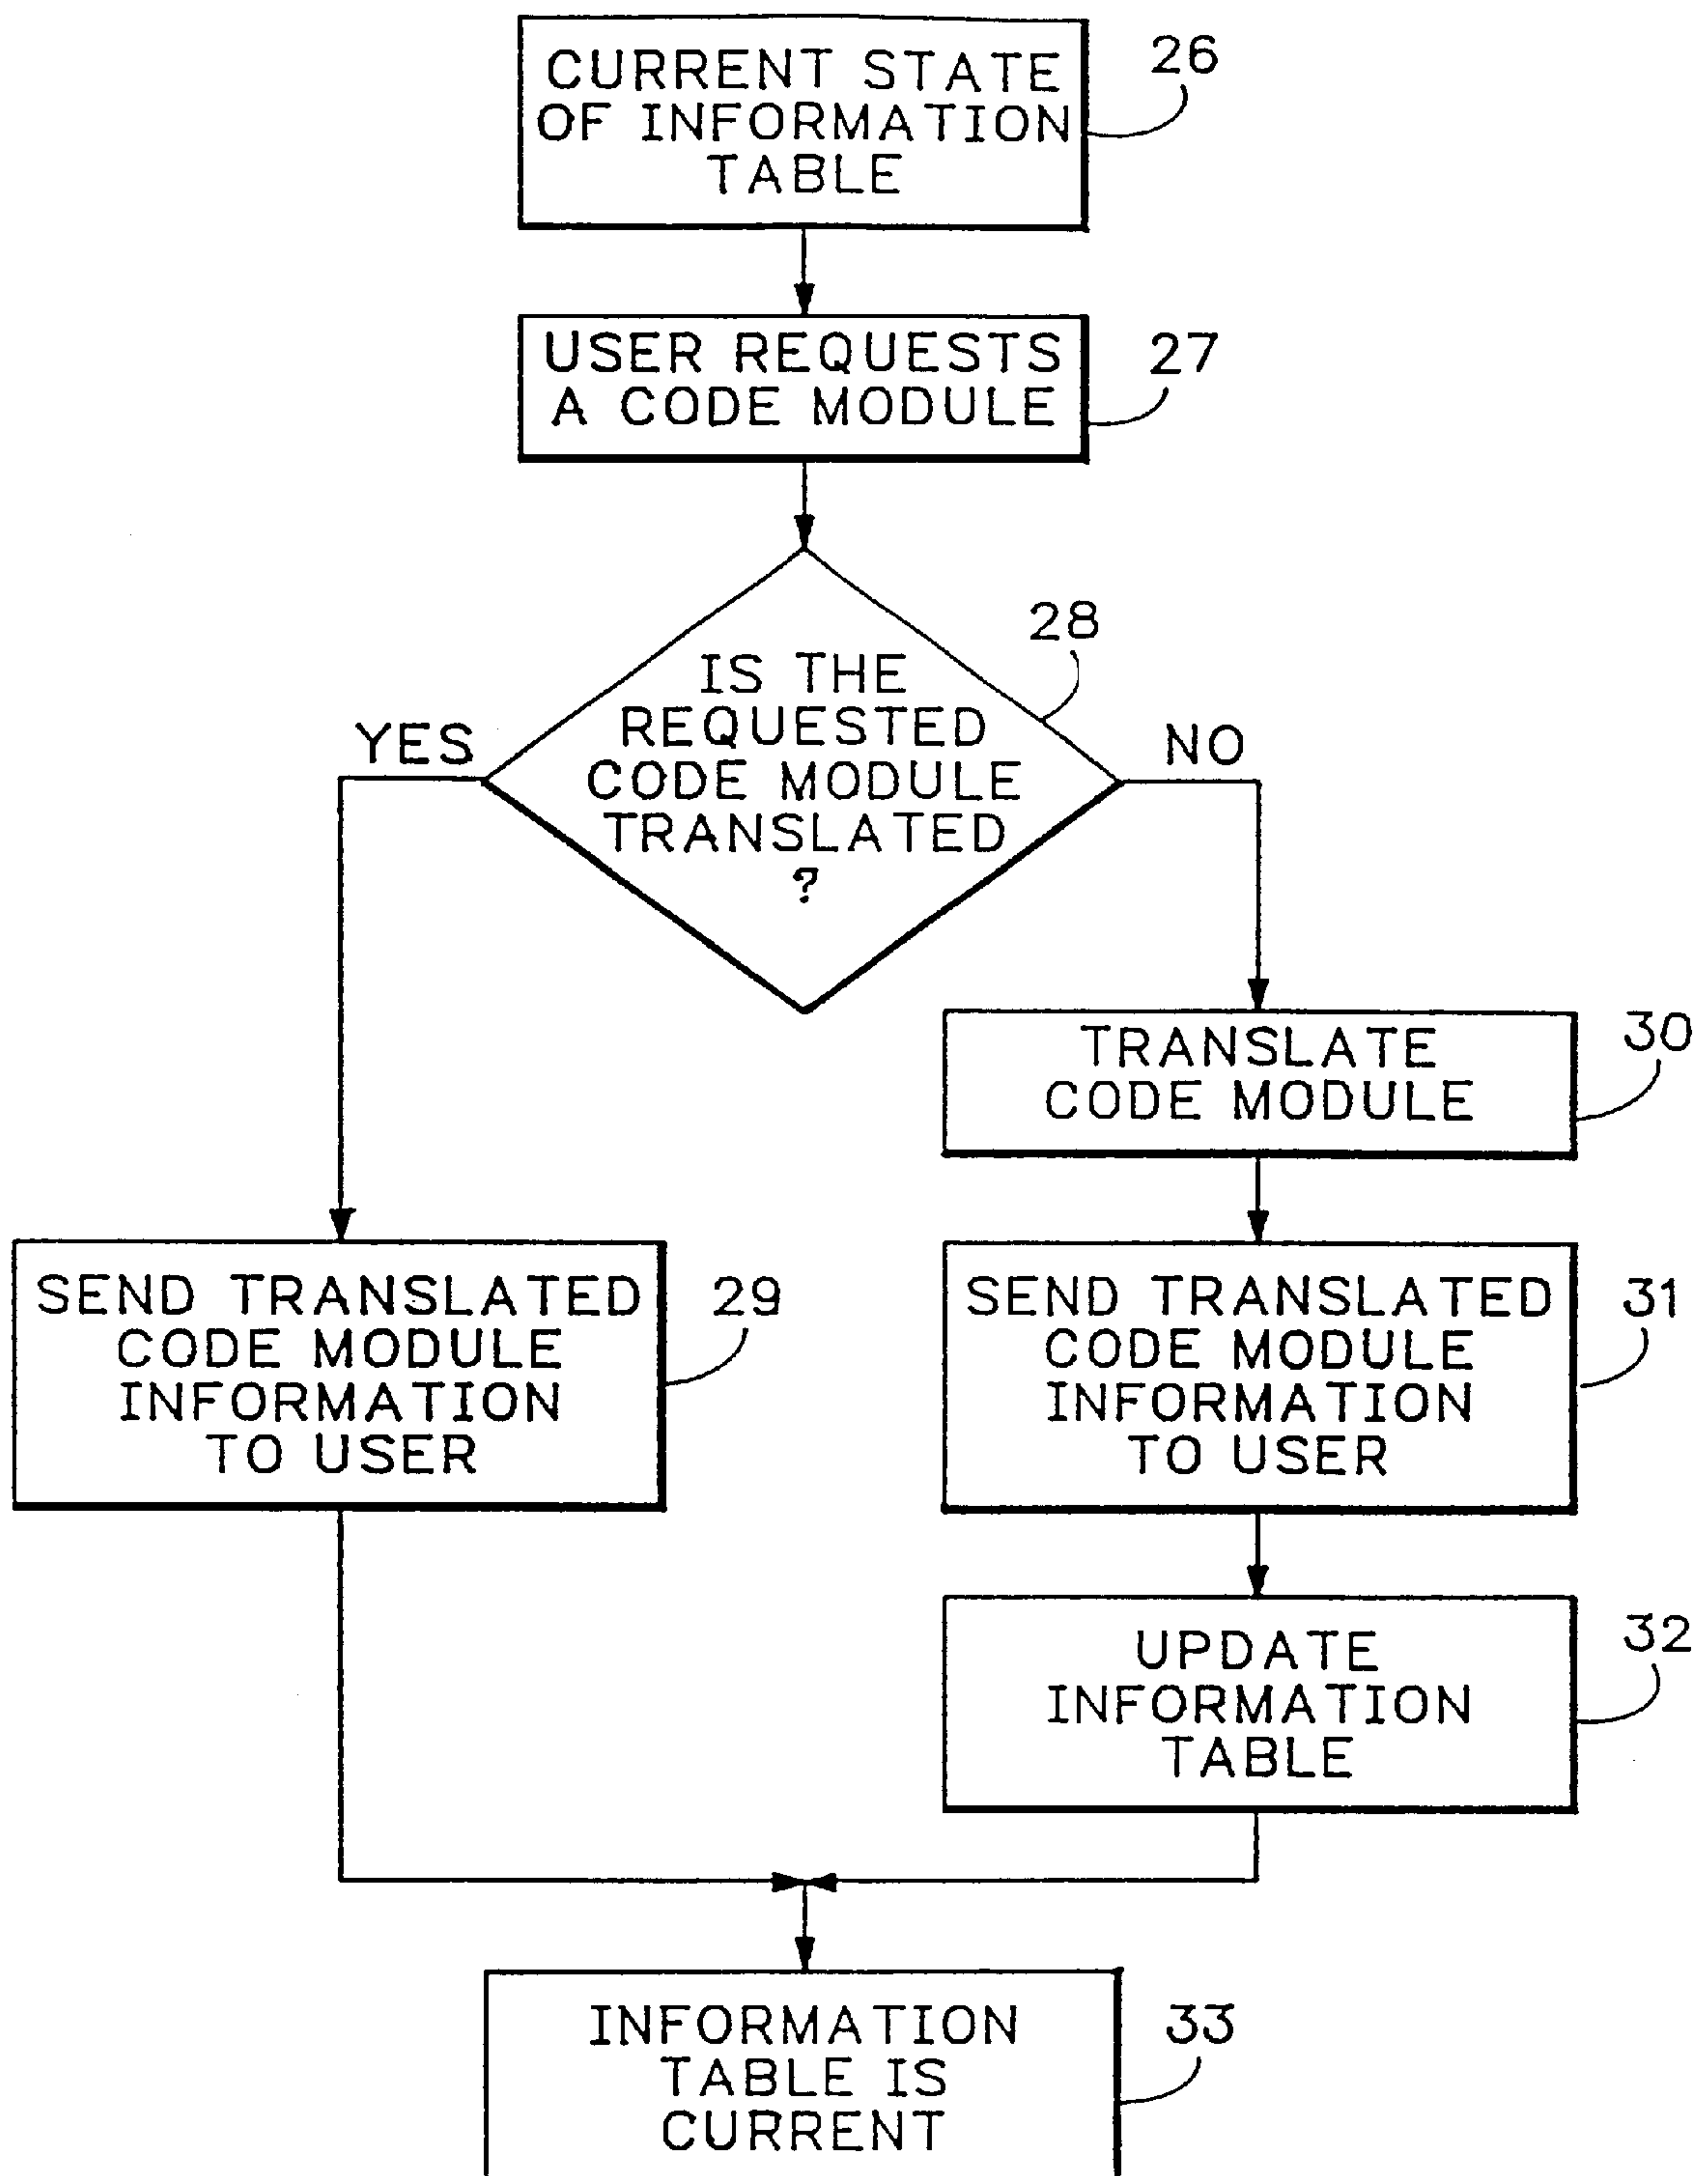 CURRENT STATE
OF INFORMATION
TABLE
26
USER REQUESTS
A CODE MODULE
27
IS THE
REQUESTED
CODE MODULE
TRANSLATED
?
28
YES
NO
TRANSLATE
CODE MODULE
30
SEND TRANSLATED
CODE MODULE
INFORMATION
TO USER
29
SEND TRANSLATED
CODE MODULE
INFORMATION
TO USER
31
UPDATE
INFORMATION
TABLE
32
INFORMATION
TABLE IS
CURRENT
33